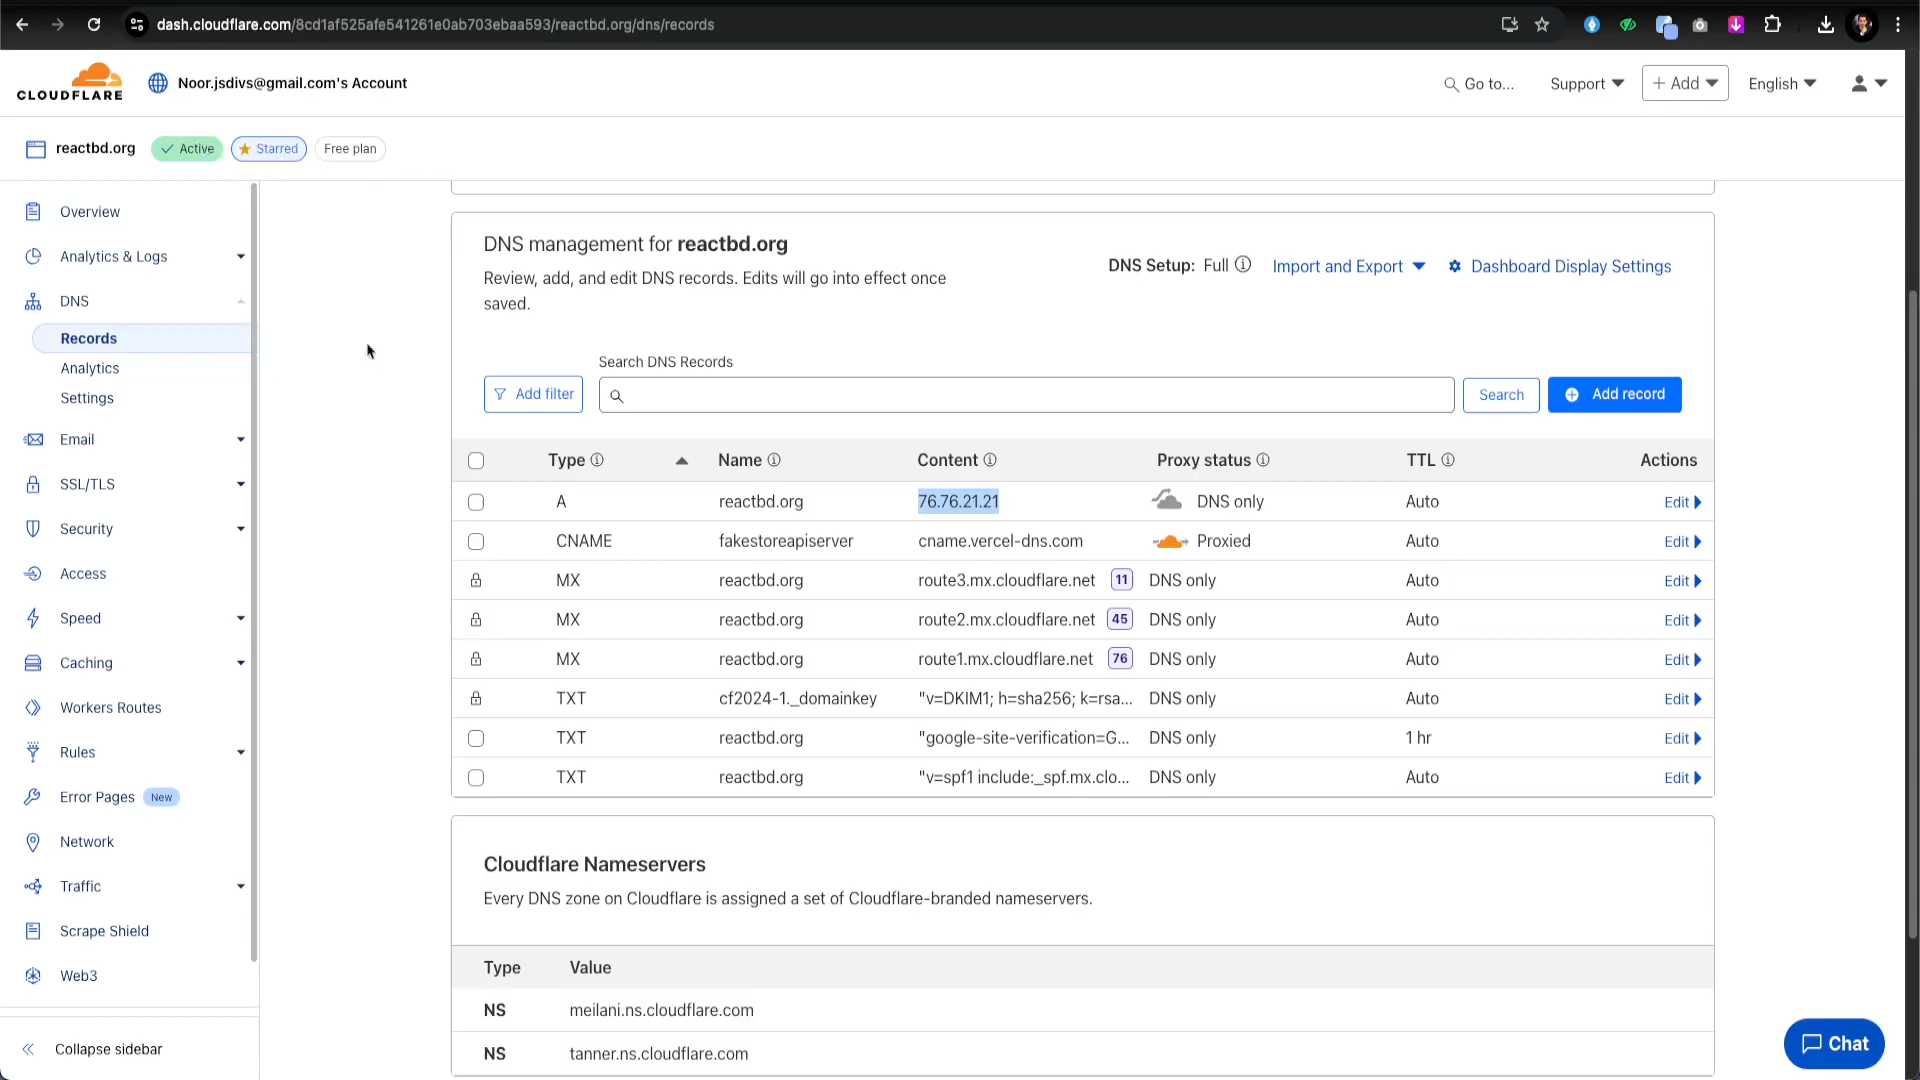 dash.cloudflare.com/8cd1af525afe541261e0ab703ebaa593/reactbd.org/dns/records
CLOUDFLARE
Noor.jsdivs@gmail.com's Account
Go to...
Support
+ Add
English
reactbd.org
Active
Starred
Free plan
Overview
Analytics & Logs
DNS
Records
Analytics
Settings
Email
SSL/TLS
Security
Access
Speed
Caching
Workers Routes
Rules
Error Pages New
Network
Traffic
Scrape Shield
Web3
Collapse sidebar
DNS management for reactbd.org
Review, add, and edit DNS records. Edits will go into effect once
saved.
DNS Setup: Full
Import and Export
Dashboard Display Settings
Search DNS Records
Add filter
Search
Add record
Type Name Content Proxy status TTL Actions
A reactbd.org 76.76.21.21 DNS only Auto Edit
CNAME fakestoreapiserver cname.vercel-dns.com Proxied Auto Edit
MX reactbd.org route3.mx.cloudflare.net 11 DNS only Auto Edit
MX reactbd.org route2.mx.cloudflare.net 45 DNS only Auto Edit
MX reactbd.org route1.mx.cloudflare.net 76 DNS only Auto Edit
TXT cf2024-1._domainkey "v=DKIM1; h=sha256; k=rsa... DNS only Auto Edit
TXT reactbd.org "google-site-verification=G... DNS only 1 hr Edit
TXT reactbd.org "v=spf1 include:_spf.mx.clo... DNS only Auto Edit
Cloudflare Nameservers
Every DNS zone on Cloudflare is assigned a set of Cloudflare-branded nameservers.
Type Value
NS meilani.ns.cloudflare.com
NS tanner.ns.cloudflare.com
Chat